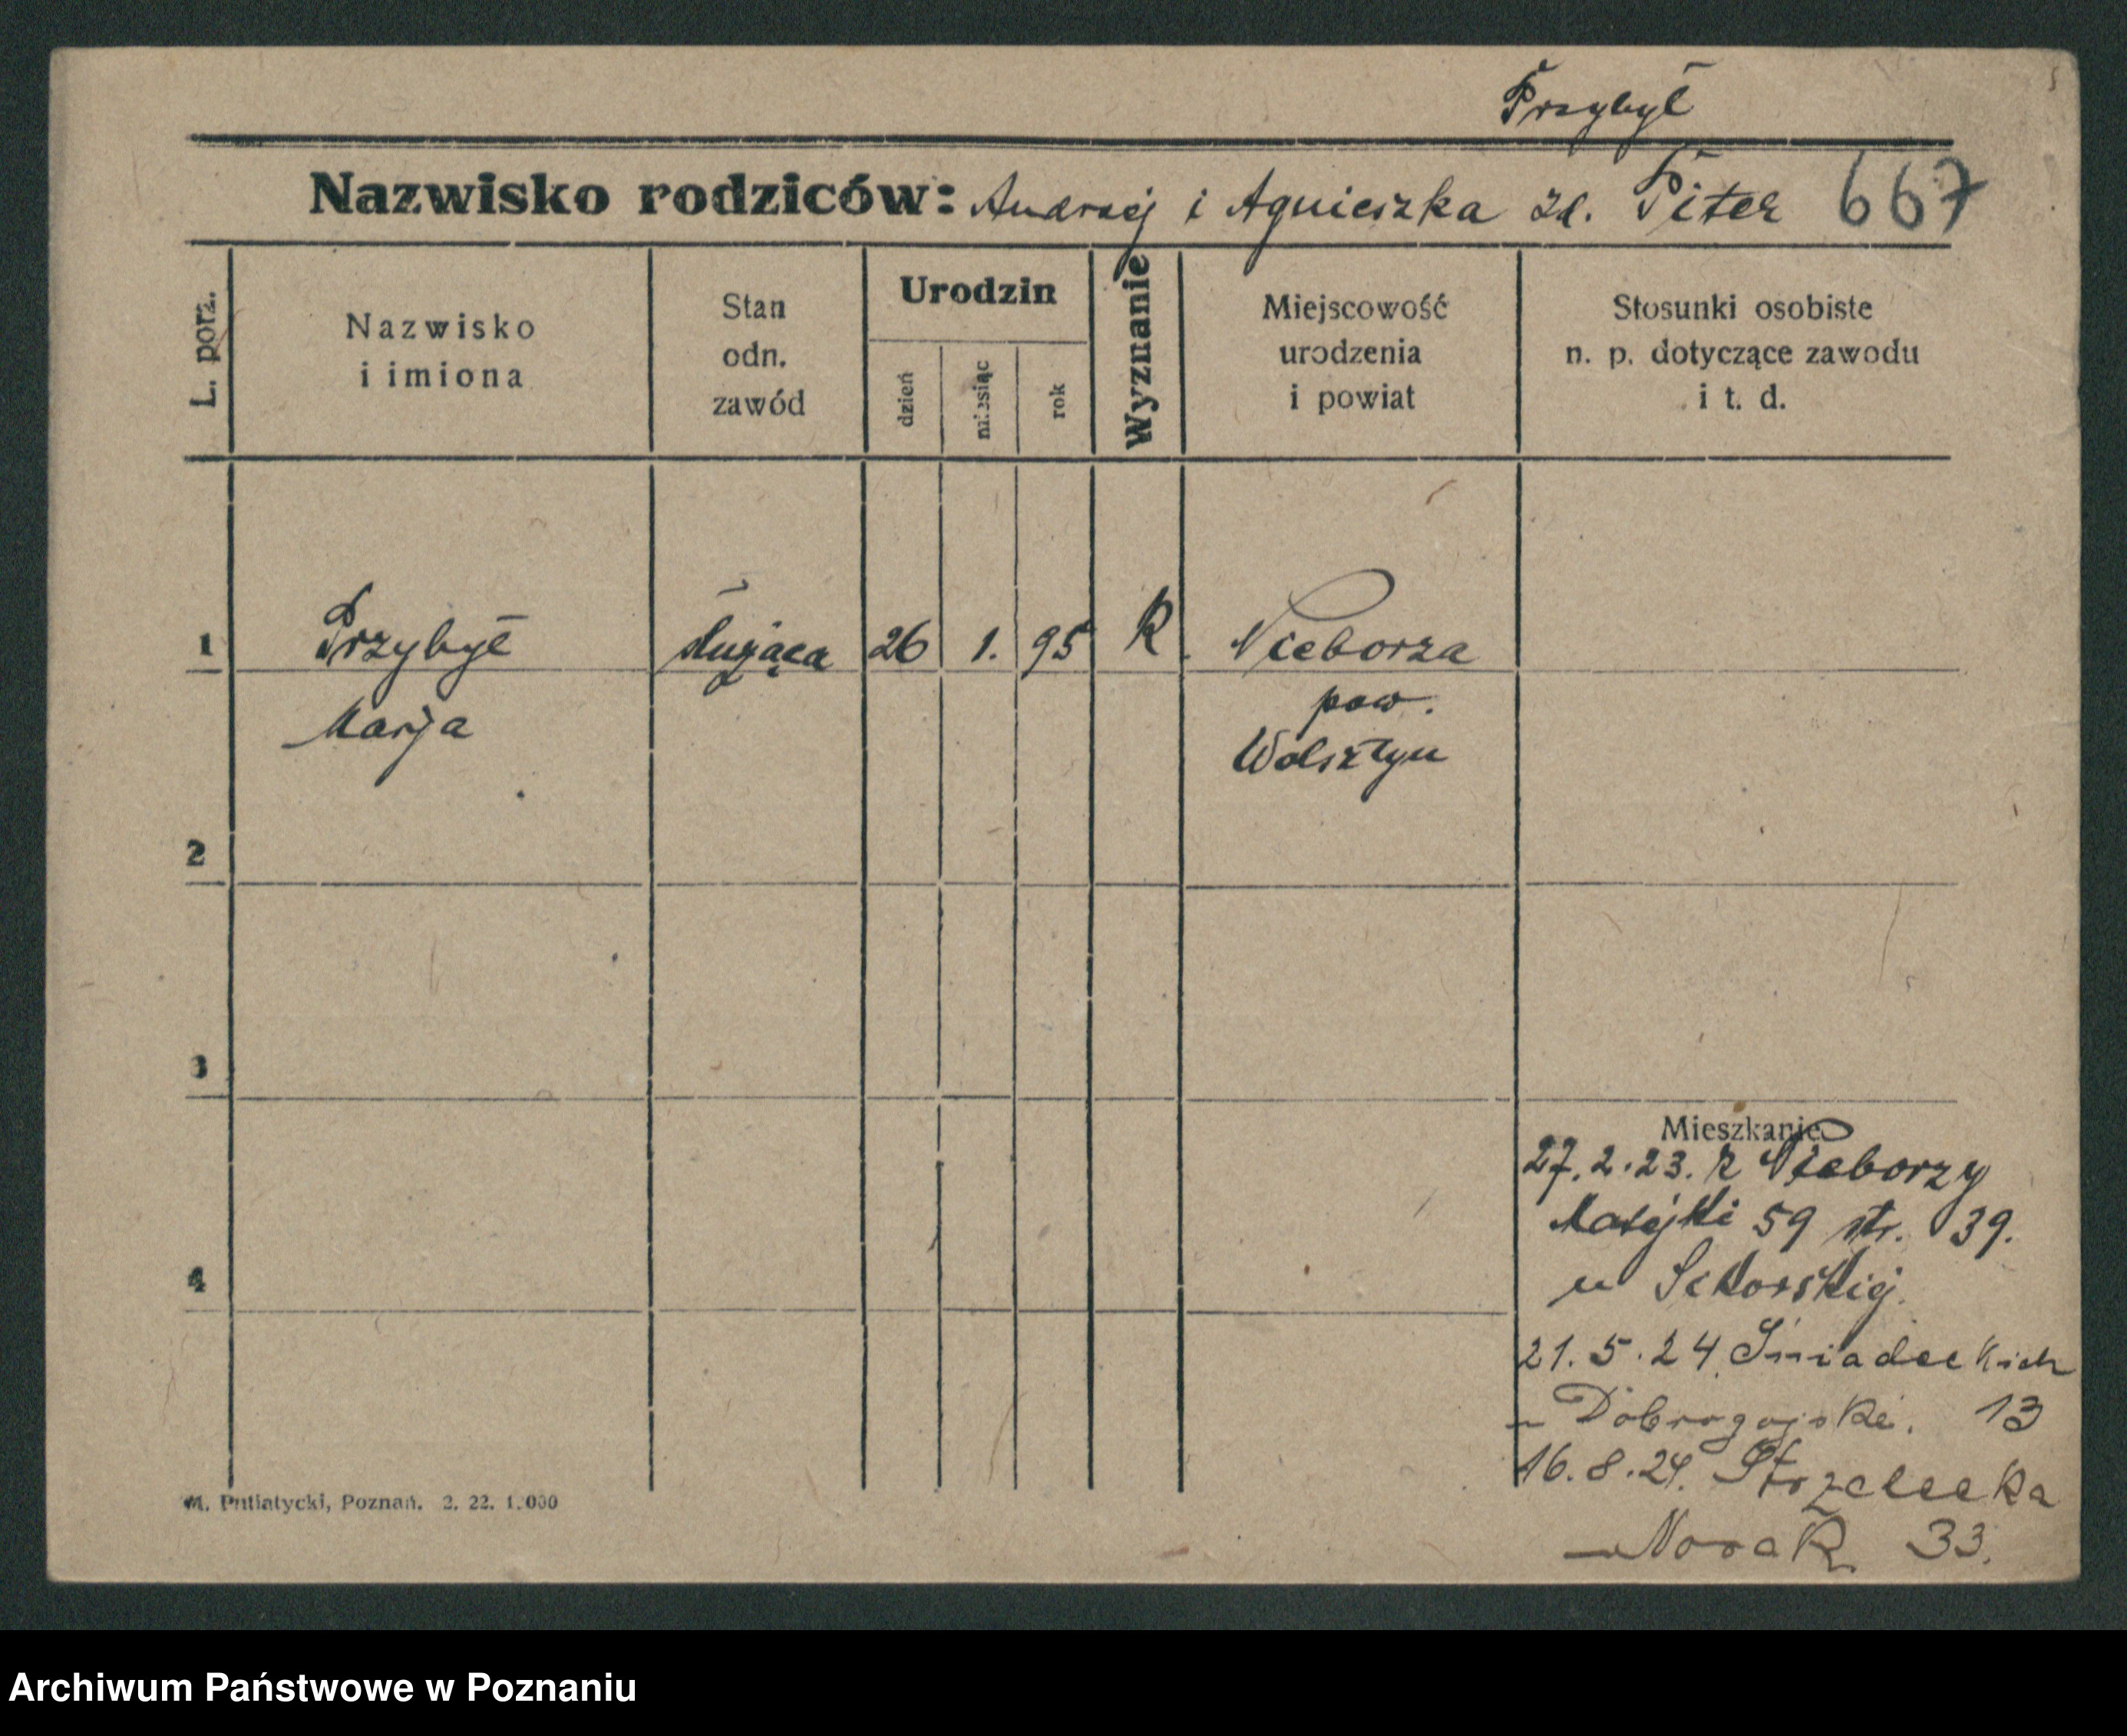 Przybył
Nazwisko rodziców: Andrzej i Agnieszka zd. Piter 667
L. porz.
Nazwisko
i imiona
Stan
odn.
zawód
Urodzin
dzień
miesiąc
rok
Wyznanie
Miejscowość
urodzenia
i powiat
Stosunki osobiste
n. p. dotyczące zawodu
i t. d.
1 Przybył służąca 26 1. 95 R. Nieborza
Marja
pow.
Wolsztyn
2
3
4
Mieszkanie
27.2.23. z Nieborzy
Matejki 59 str. 39.
u Sikorskiej.
21.5.24 Śniadeckich
- Dobrogojski. 13
16.8.24. Strzelecka
- Nowak 33.
M. Putiatycki, Poznań. 2. 22. 1.000
Archiwum Państwowe w Poznaniu